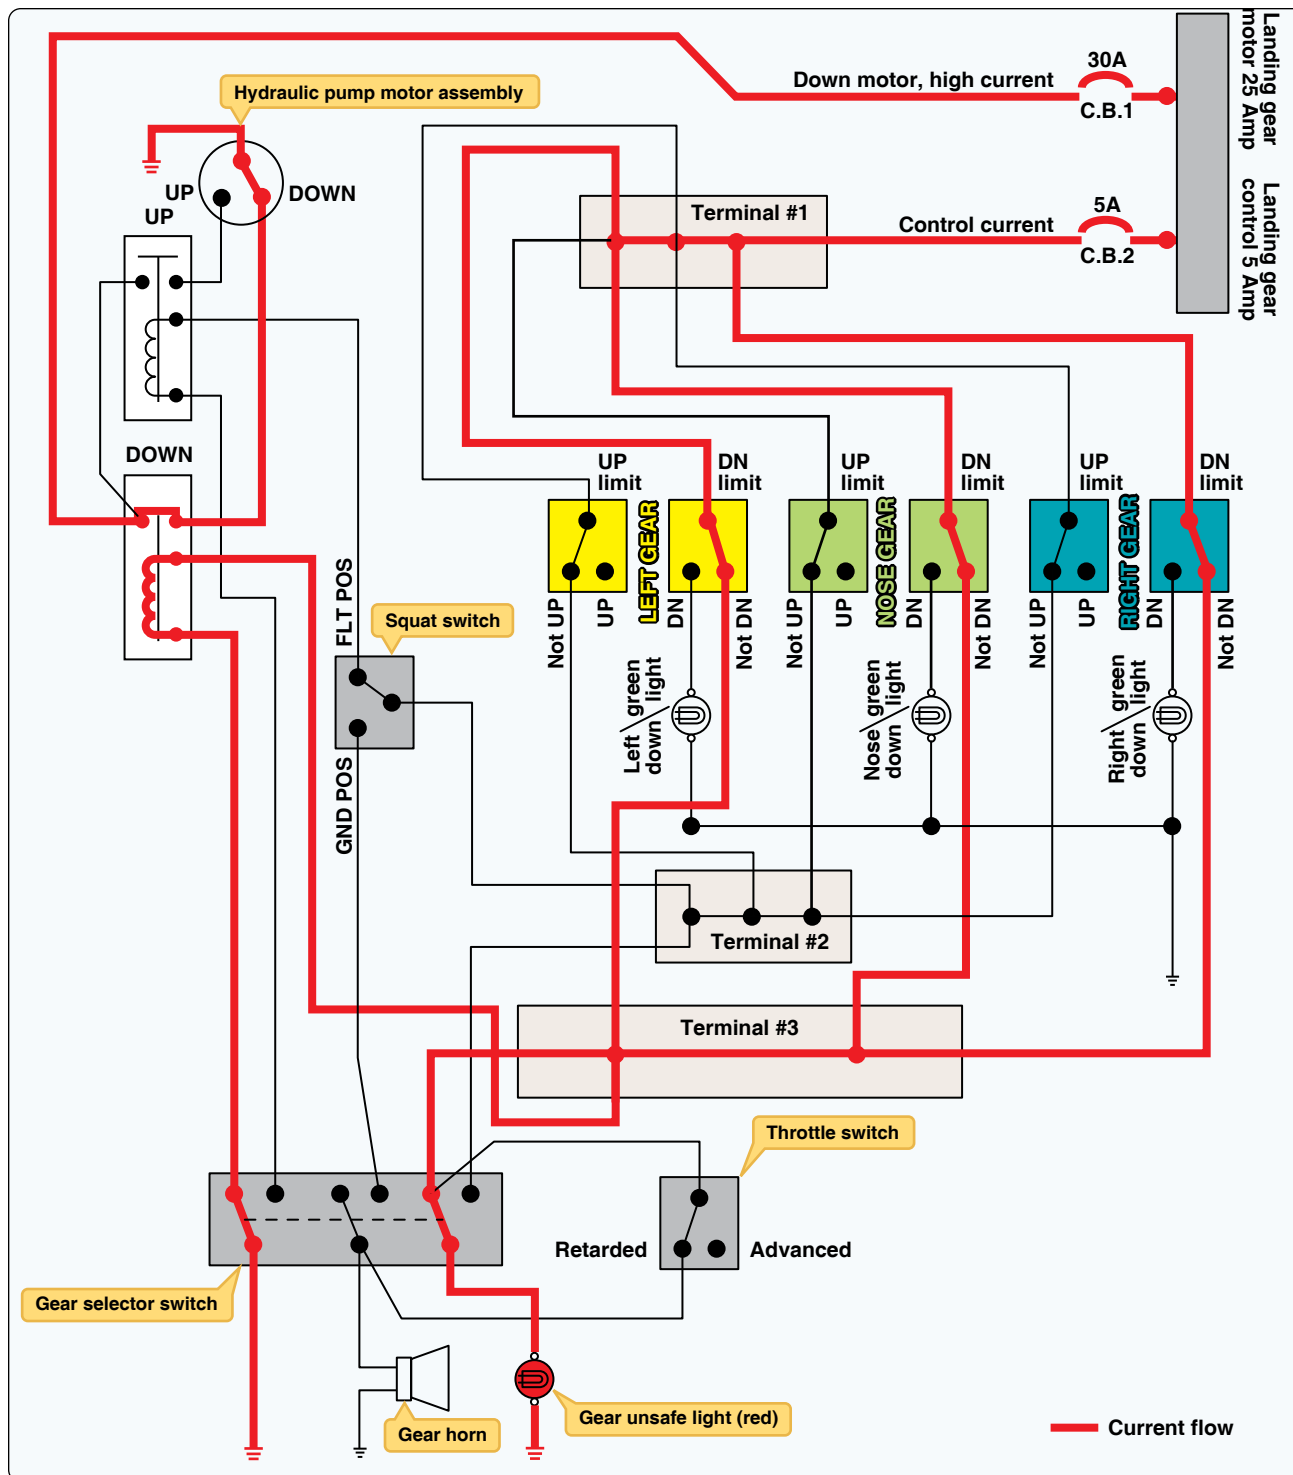 Landing gear
motor 25 Amp
30A
Down motor, high current
C.B.1
Hydraulic pump motor assembly
UP
DOWN
UP
Terminal #1
Landing gear
control 5 Amp
5A
Control current
C.B.2
DOWN
UP
limit
DN
limit
UP
limit
DN
limit
UP
limit
DN
limit
LEFT GEAR
NOSE GEAR
RIGHT GEAR
Not UP
UP
DN
Not DN
Not UP
UP
DN
Not DN
Not UP
UP
DN
Not DN
FLT POS
Squat switch
GND POS
Left green
down light
Nose green
down light
Right green
down light
Terminal #2
Terminal #3
Throttle switch
Retarded
Advanced
Gear selector switch
Gear horn
Gear unsafe light (red)
Current flow